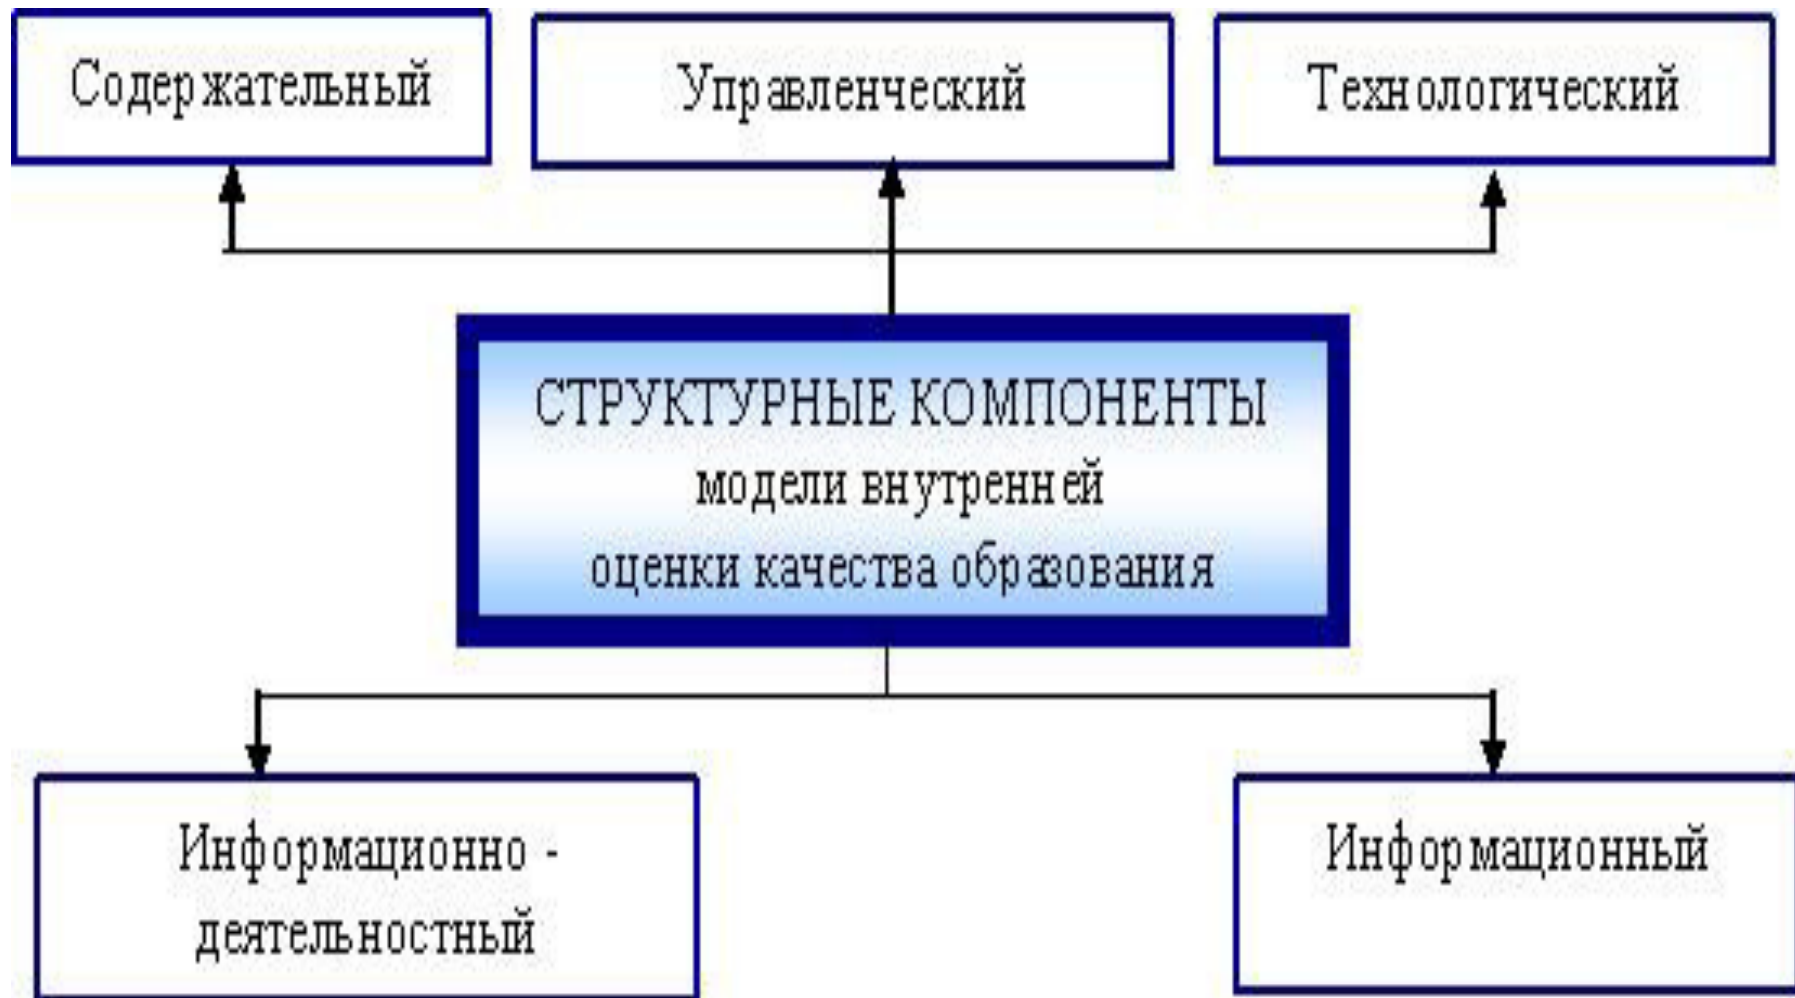 Содержательный
Управленческий
Технологический
СТРУКТУРНЫЕ КОМПОНЕНТЫ
модели внутренней
оценки качества образования
Информационно -
деятельностный
Информационный